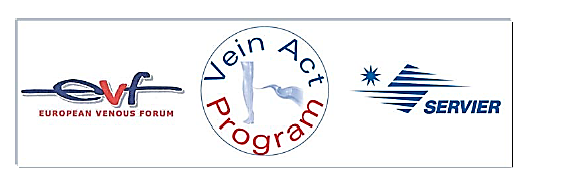 evf
EUROPEAN VENOUS FORUM
Vein Act
Program
SERVIER